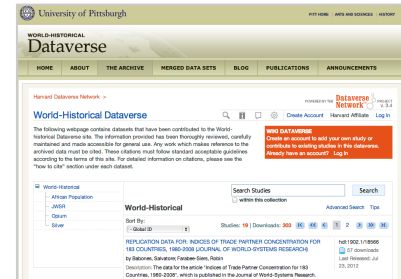 University of Pittsburgh
PITT HOME | ARTS AND SCIENCES | HISTORY
WORLD-HISTORICAL
Dataverse
HOME ABOUT THE ARCHIVE MERGED DATA SETS BLOG PUBLICATIONS ANNOUNCEMENTS
Harvard Dataverse Network >
POWERED BY THE Dataverse Network PROJECT v. 3.4
World-Historical Dataverse
Create Account Harvard Affiliate Log In
The following webpage contains datasets that have been contributed to the World-
historical Dataverse site. The information provided has been thoroughly reviewed, carefully
maintained and made accessible for general use. Any work which makes reference to the
archived data must be cited. These citations must follow standard acceptable guidelines
according to the terms of this site. For detailed information on citations, please see the
"how to cite" section under each dataset.
WIKI DATAVERSE
Create an account to add your own study or
contribute to existing studies in this dataverse.
Already have an account? Log In
World-Historical
African Population
JWSR
Opium
Silver
Search Studies
Search
within this collection
World-Historical
Advanced Search Tips
Sort By:
- Global ID
Studies: 19 | Downloads: 303
1 2
REPLICATION DATA FOR: INDICES OF TRADE PARTNER CONCENTRATION FOR
183 COUNTRIES, 1980-2008 (JOURNAL OF WORLD-SYSTEMS RESEARCH)
hdl:1902.1/18566
by Babones, Salvatore; Farabee-Siers, Robin
57 downloads
Last Released: Jul
23, 2012
Description: The data for the article "Indices of Trade Partner Concentration for 183
Countries, 1980-2008", which is published in the Journal of World-Systems Research.